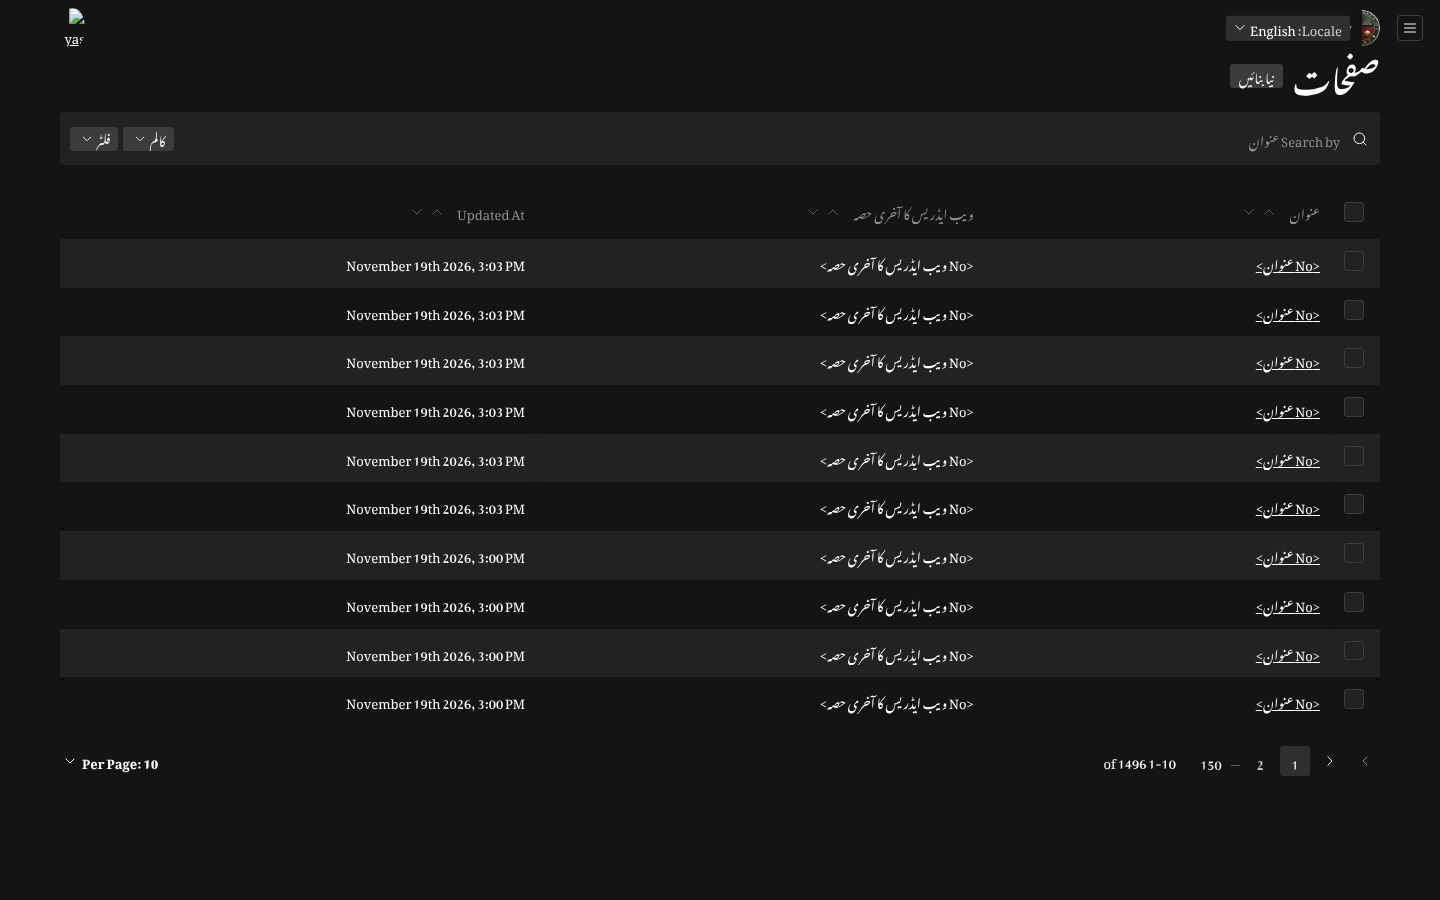 yas
English :Locale
صفحات
نیا بنائیں
Search by عنوان
کالم
فلٹر
عنوان
ویب ایڈریس کا آخری حصہ
Updated At
<No عنوان>
<No ویب ایڈریس کا آخری حصہ>
November 19th 2026, 3:03 PM
<No عنوان>
<No ویب ایڈریس کا آخری حصہ>
November 19th 2026, 3:03 PM
<No عنوان>
<No ویب ایڈریس کا آخری حصہ>
November 19th 2026, 3:03 PM
<No عنوان>
<No ویب ایڈریس کا آخری حصہ>
November 19th 2026, 3:03 PM
<No عنوان>
<No ویب ایڈریس کا آخری حصہ>
November 19th 2026, 3:03 PM
<No عنوان>
<No ویب ایڈریس کا آخری حصہ>
November 19th 2026, 3:03 PM
<No عنوان>
<No ویب ایڈریس کا آخری حصہ>
November 19th 2026, 3:00 PM
<No عنوان>
<No ویب ایڈریس کا آخری حصہ>
November 19th 2026, 3:00 PM
<No عنوان>
<No ویب ایڈریس کا آخری حصہ>
November 19th 2026, 3:00 PM
<No عنوان>
<No ویب ایڈریس کا آخری حصہ>
November 19th 2026, 3:00 PM
1
2
—
150
of 1496 1-10
Per Page: 10